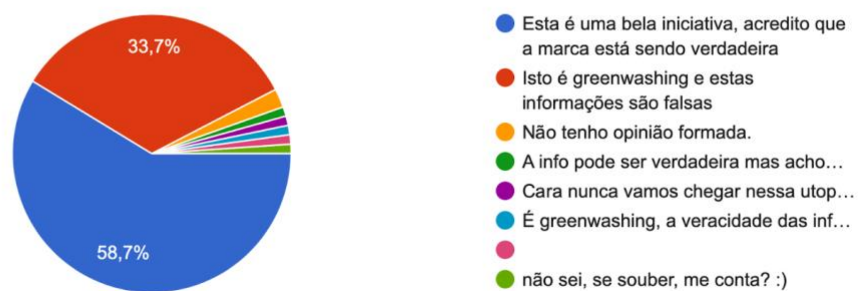 33,7%
58,7%
Esta é uma bela iniciativa, acredito que
a marca está sendo verdadeira
Isto é greenwashing e estas
informações são falsas
Não tenho opinião formada.
A info pode ser verdadeira mas acho…
Cara nunca vamos chegar nessa utop…
É greenwashing, a veracidade das inf…
não sei, se souber, me conta? :)